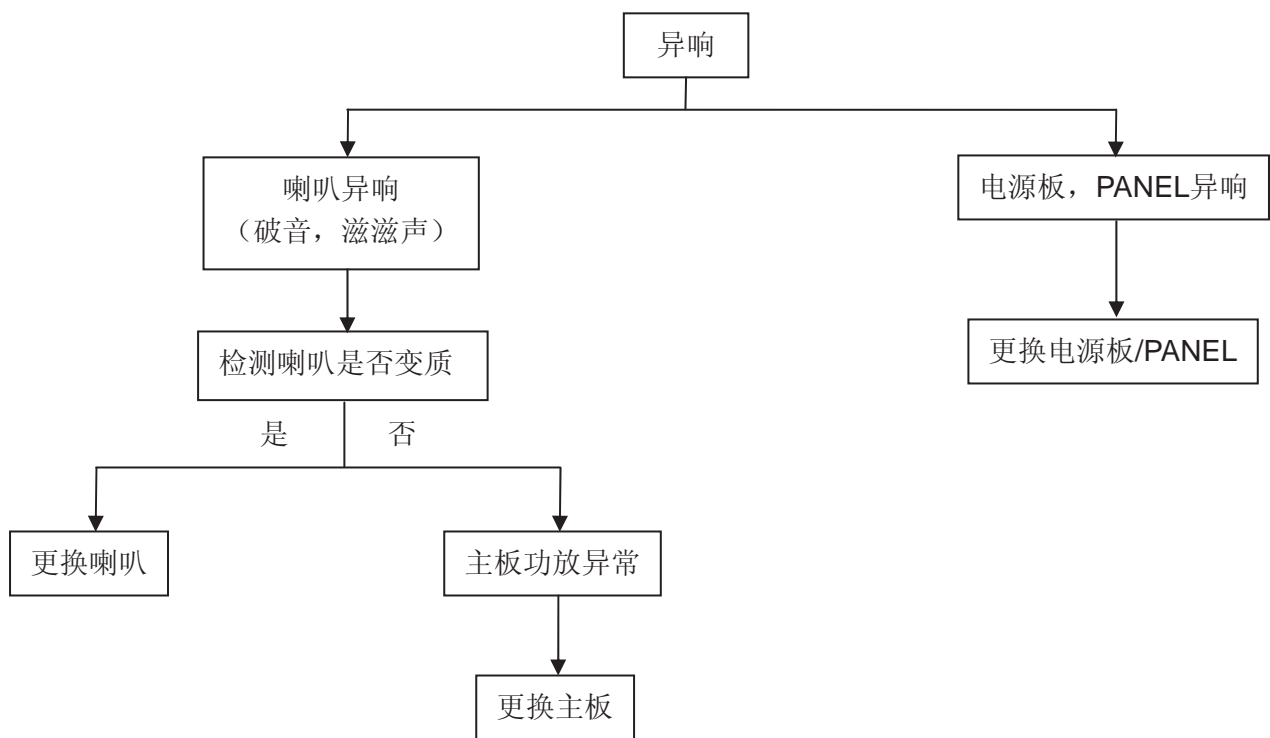 异响
喇叭异响
（破音，滋滋声）
电源板，PANEL异响
检测喇叭是否变质
更换电源板/PANEL
是
否
更换喇叭
主板功放异常
更换主板